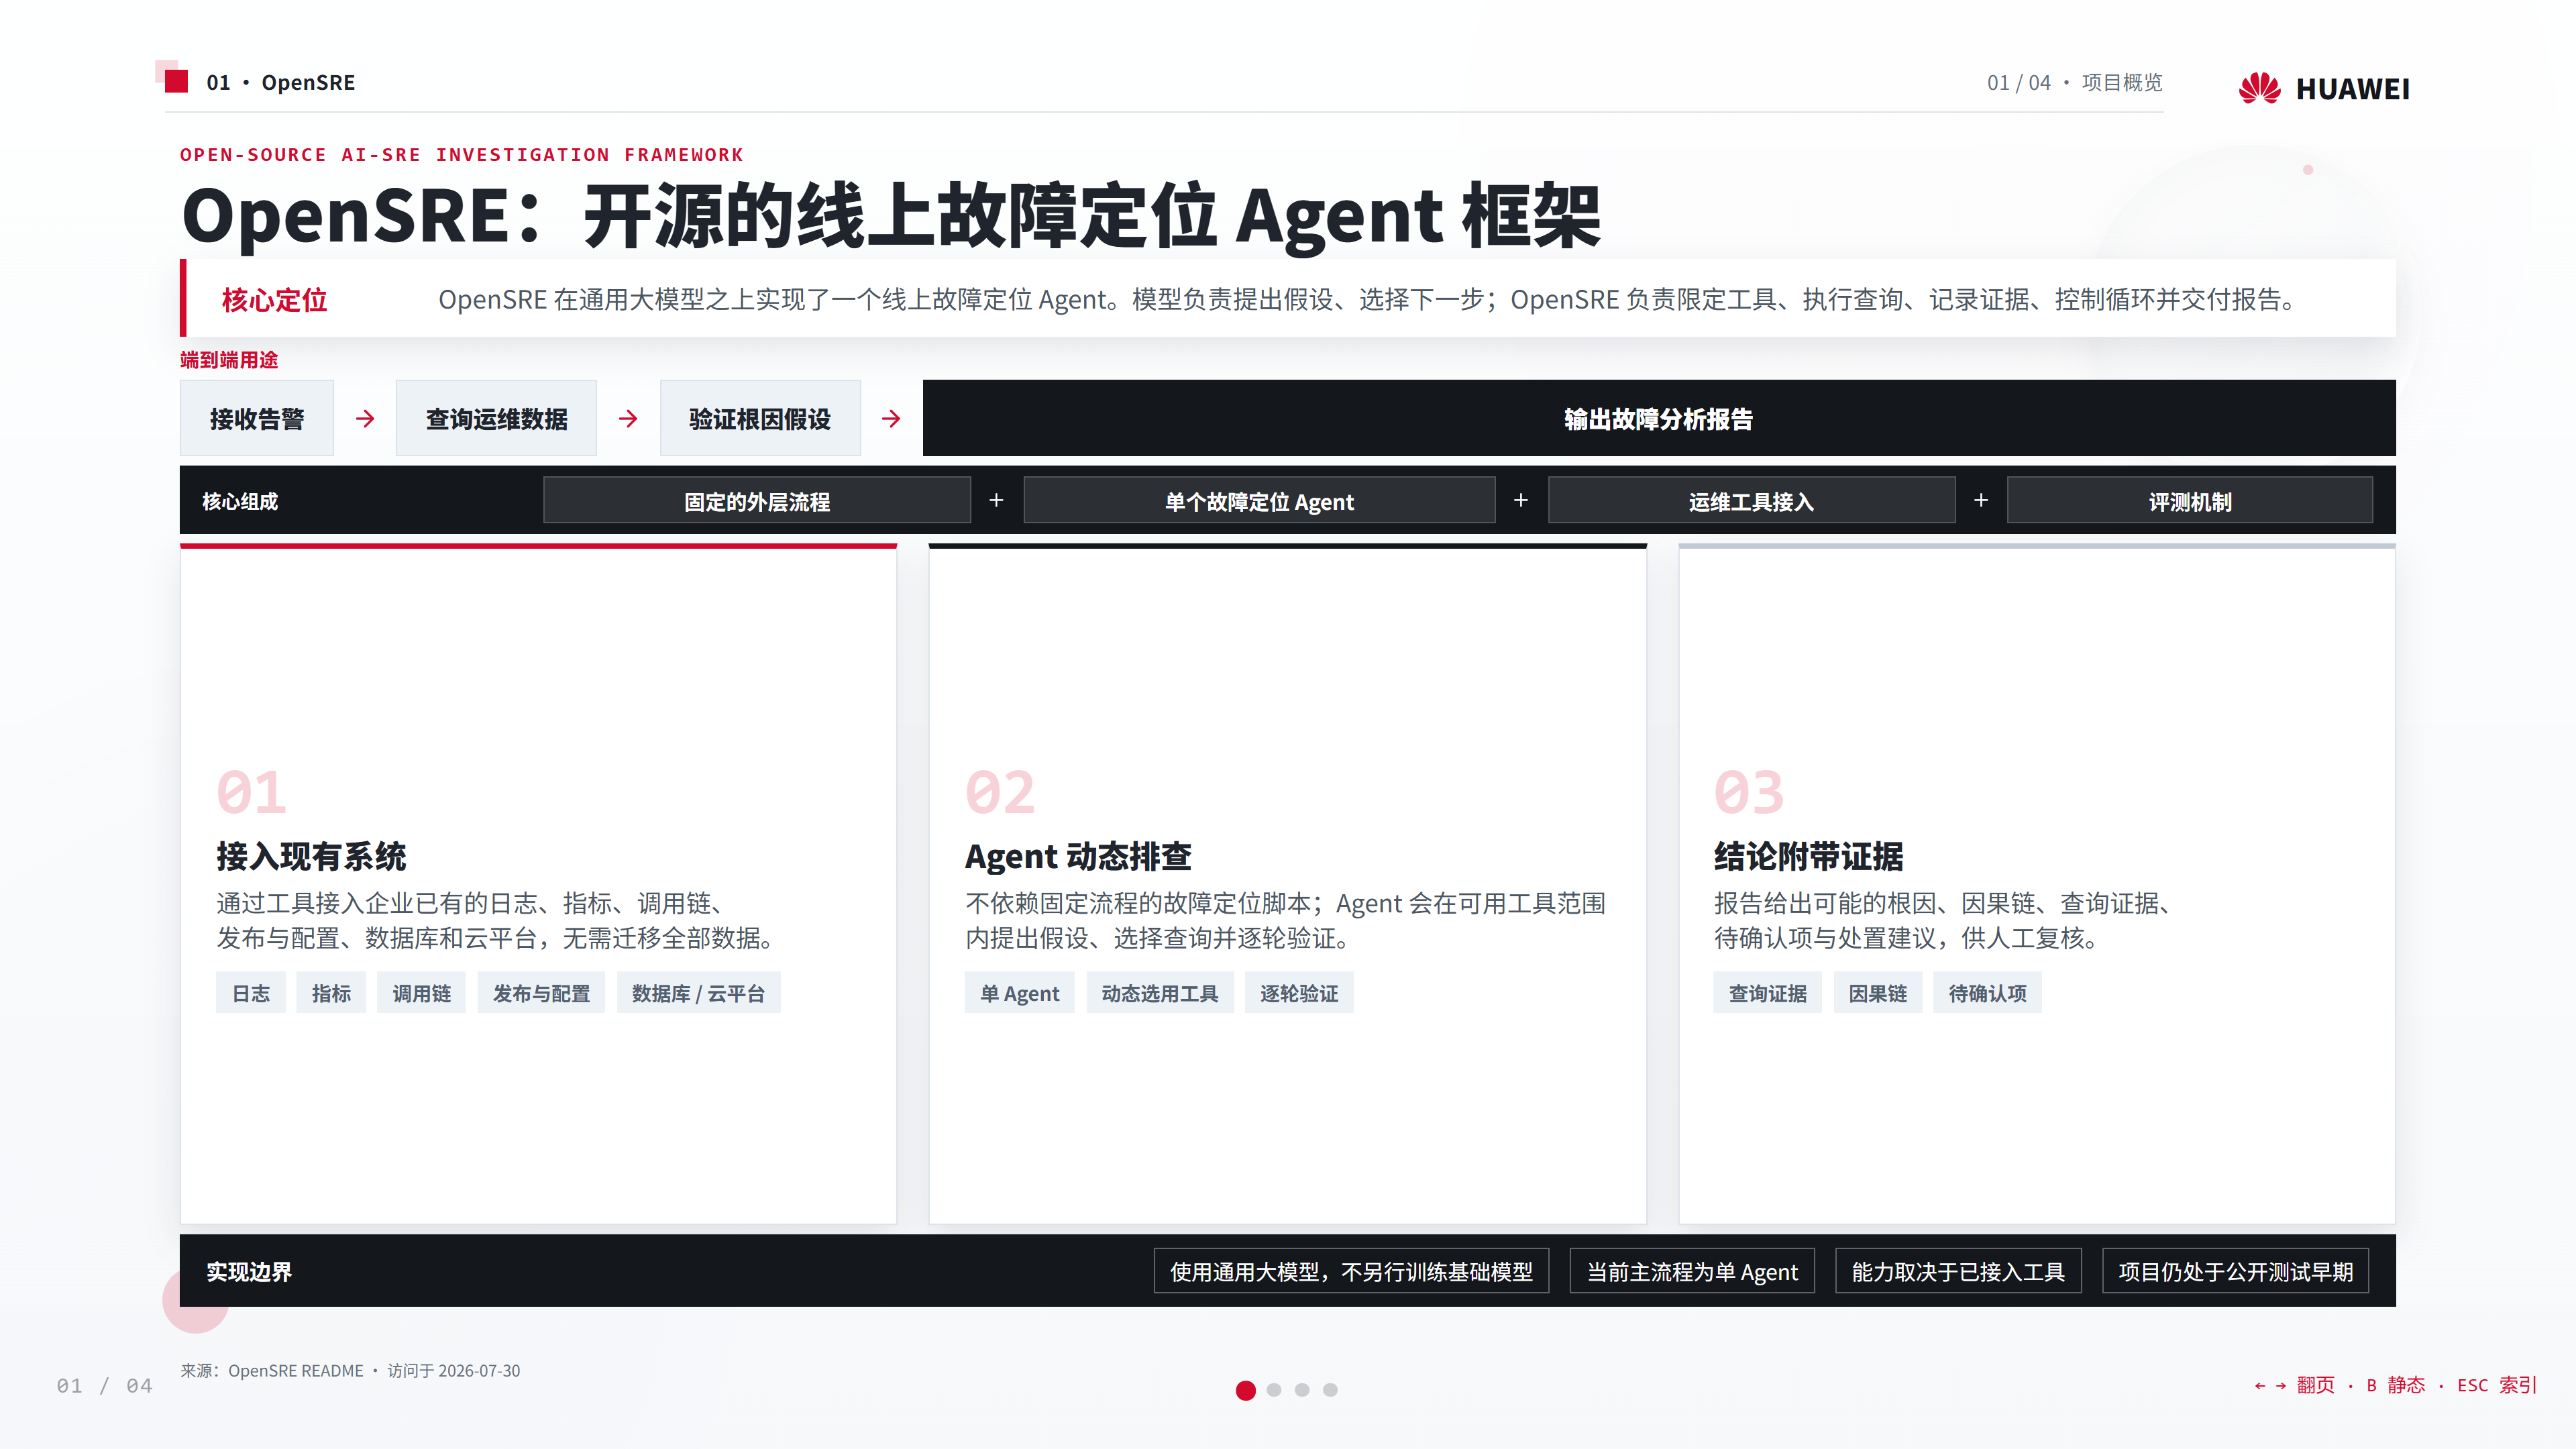 01 • OpenSRE
01 / 04 • 项目概览
HUAWEI
OPEN-SOURCE AI-SRE INVESTIGATION FRAMEWORK
OpenSRE：开源的线上故障定位 Agent 框架
核心定位
OpenSRE 在通用大模型之上实现了一个线上故障定位 Agent。模型负责提出假设、选择下一步；OpenSRE 负责限定工具、执行查询、记录证据、控制循环并交付报告。
端到端用途
接收告警 → 查询运维数据 → 验证根因假设 → 输出故障分析报告
核心组成 固定的外层流程 + 单个故障定位 Agent + 运维工具接入 + 评测机制
01
接入现有系统
通过工具接入企业已有的日志、指标、调用链、
发布与配置、数据库和云平台，无需迁移全部数据。
日志 指标 调用链 发布与配置 数据库 / 云平台
02
Agent 动态排查
不依赖固定流程的故障定位脚本；Agent 会在可用工具范围
内提出假设、选择查询并逐轮验证。
单 Agent 动态选用工具 逐轮验证
03
结论附带证据
报告给出可能的根因、因果链、查询证据、
待确认项与处置建议，供人工复核。
查询证据 因果链 待确认项
实现边界 使用通用大模型，不另行训练基础模型 当前主流程为单 Agent 能力取决于已接入工具 项目仍处于公开测试早期
来源：OpenSRE README • 访问于 2026-07-30
01 / 04
← → 翻页 · B 静态 · ESC 索引